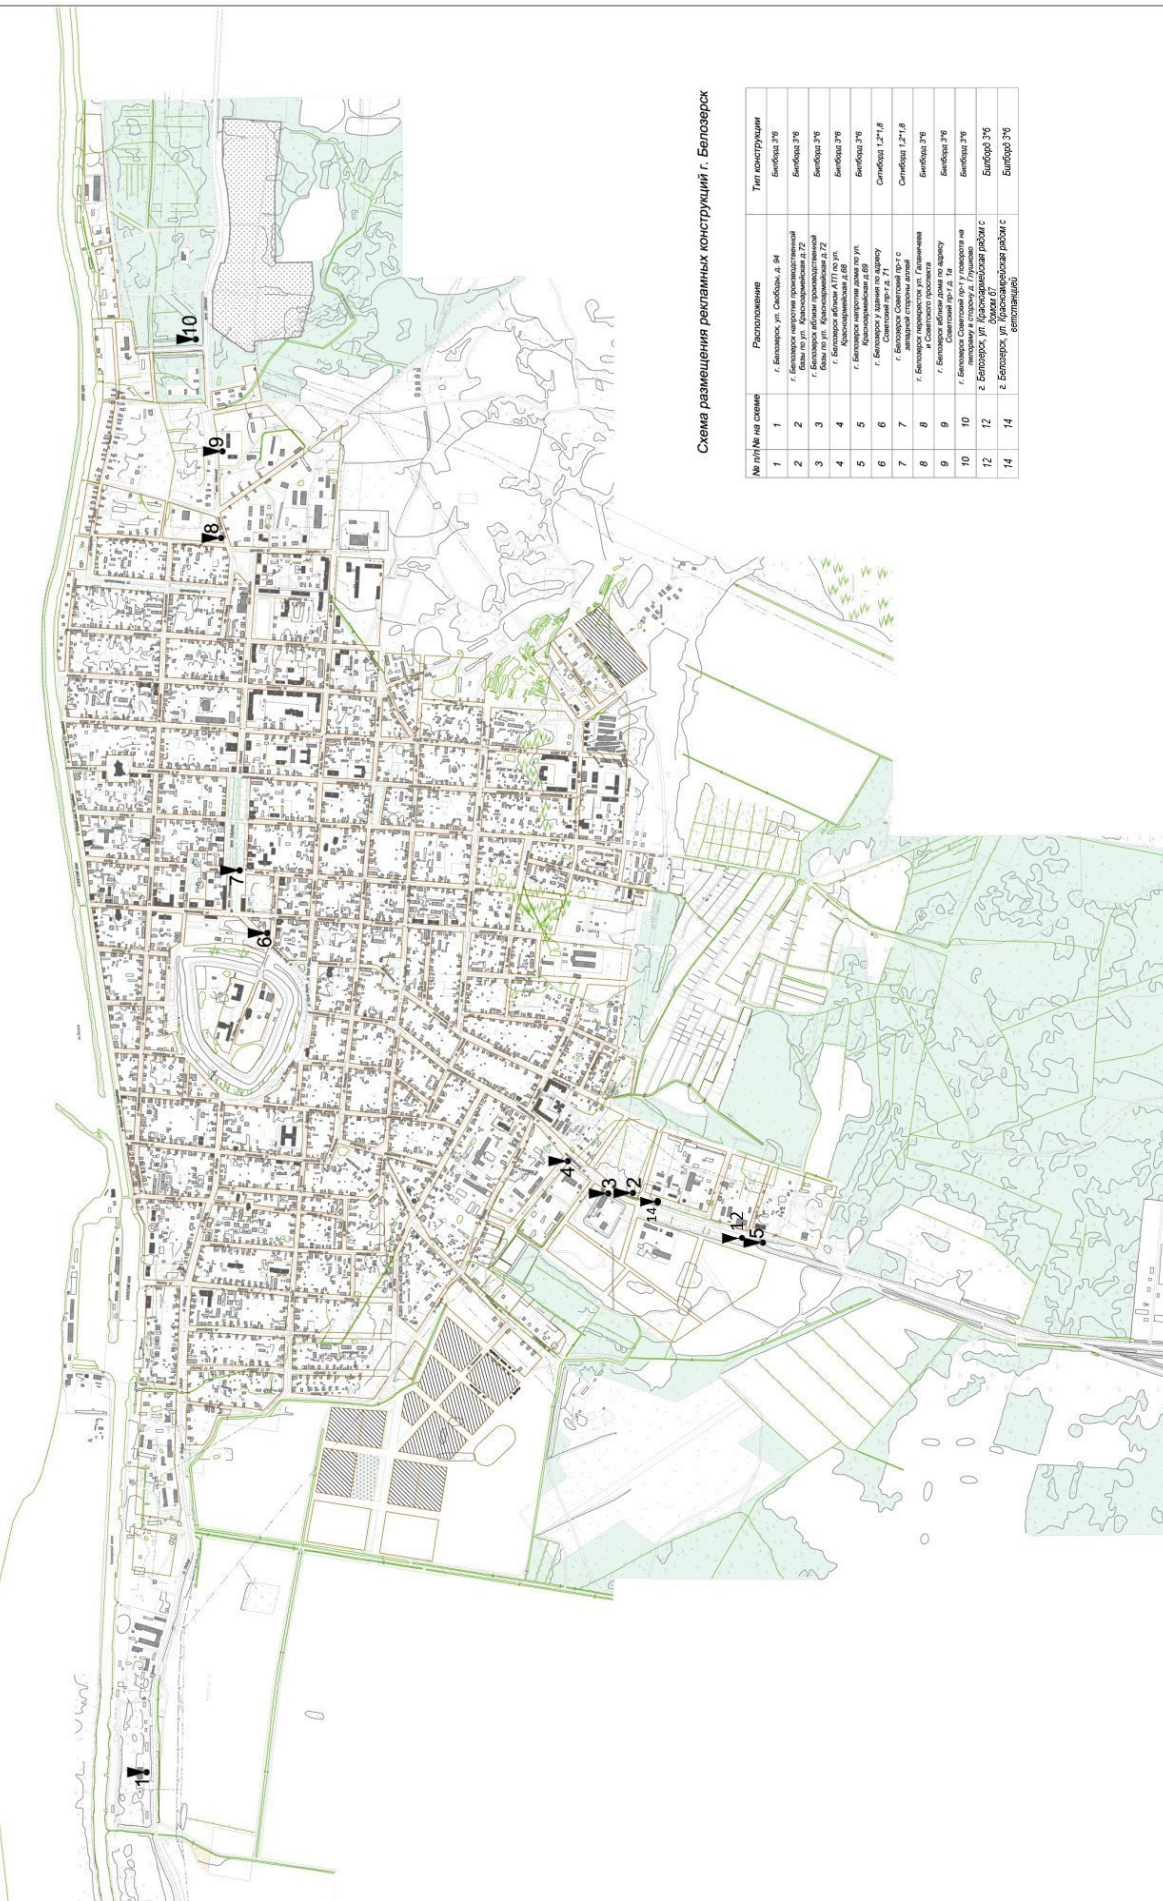 Схема размещения рекламных конструкций г. Белозерск
№ п/п № на схеме Расположение Тип конструкции
1 1 г. Белозерск, ул. Свободы, д. 94 Билборд 3*6
2 2 г. Белозерск напротив производственной
базы по ул. Красноармейская д.72 Билборд 3*6
3 3 г. Белозерск вблизи производственной
базы по ул. Красноармейская д.72 Билборд 3*6
4 4 г. Белозерск вблизи АТП по ул.
Красноармейская д.68 Билборд 3*6
5 5 г. Белозерск напротив дома по ул.
Красноармейская д.69 Билборд 3*6
6 6 г. Белозерск у здания по адресу
Советский пр-т д. 71 Ситиборд 1,2*1,8
7 7 г. Белозерск Советский пр-т с
западной стороны аллей Ситиборд 1,2*1,8
8 8 г. Белозерск перекресток ул. Галаничева
и Советского проспекта Билборд 3*6
9 9 г. Белозерск вблизи дома по адресу
Советский пр-т д. 1а Билборд 3*6
10 10 г. Белозерск Советский пр-т у поворота на
пилораму в сторону д. Глушково Билборд 3*6
12 12 г. Белозерск, ул. Красноармейская рядом с
домом 67 Билборд 3*6
14 14 г. Белозерск, ул. Красноармейская рядом с
ветстанцией Билборд 3*6
10
9
8
7
6
4
3
2
14
12
5
1